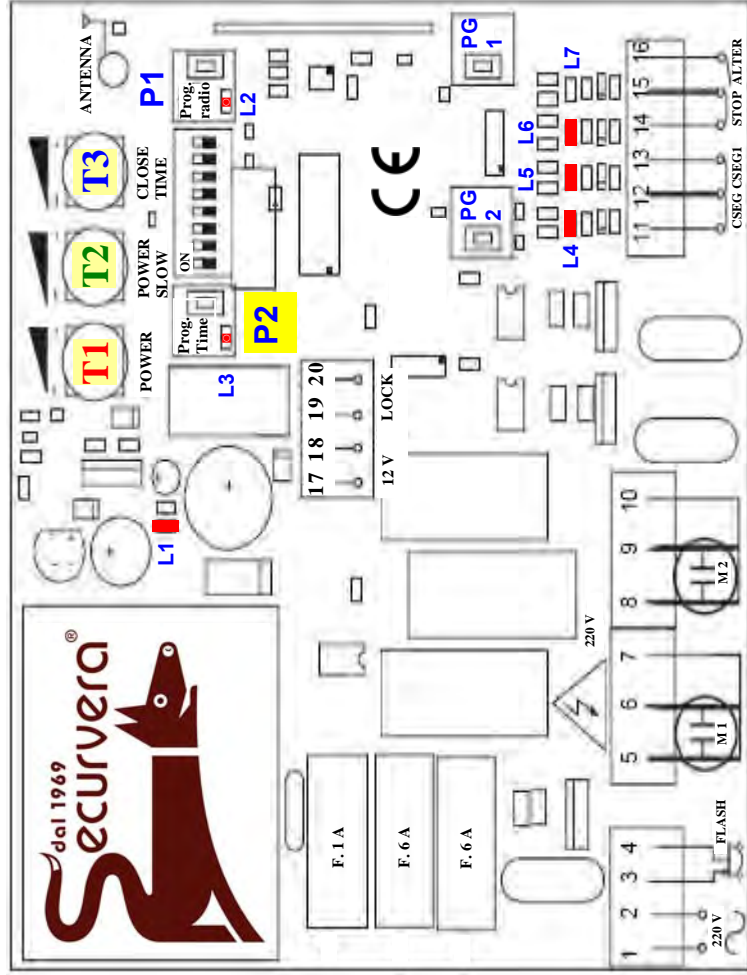 ANTENNA
T1
T2
T3
POWER
POWER
SLOW
CLOSE
TIME
P1
Prog.
radio
L2
ON
Prog.
Time
P2
L3
L1
PG
1
PG
2
CE
L4
L5
L6
L7
11 12 13 14 15 16
CSEG CSEG1 STOP ALTER
17 18 19 20
12 V LOCK
dal 1969
ecurvera®
F. 1 A
F. 6 A
F. 6 A
220 V
1 2 3 4
220 V
FLASH
5 6 7
M 1
8 9 10
M 2